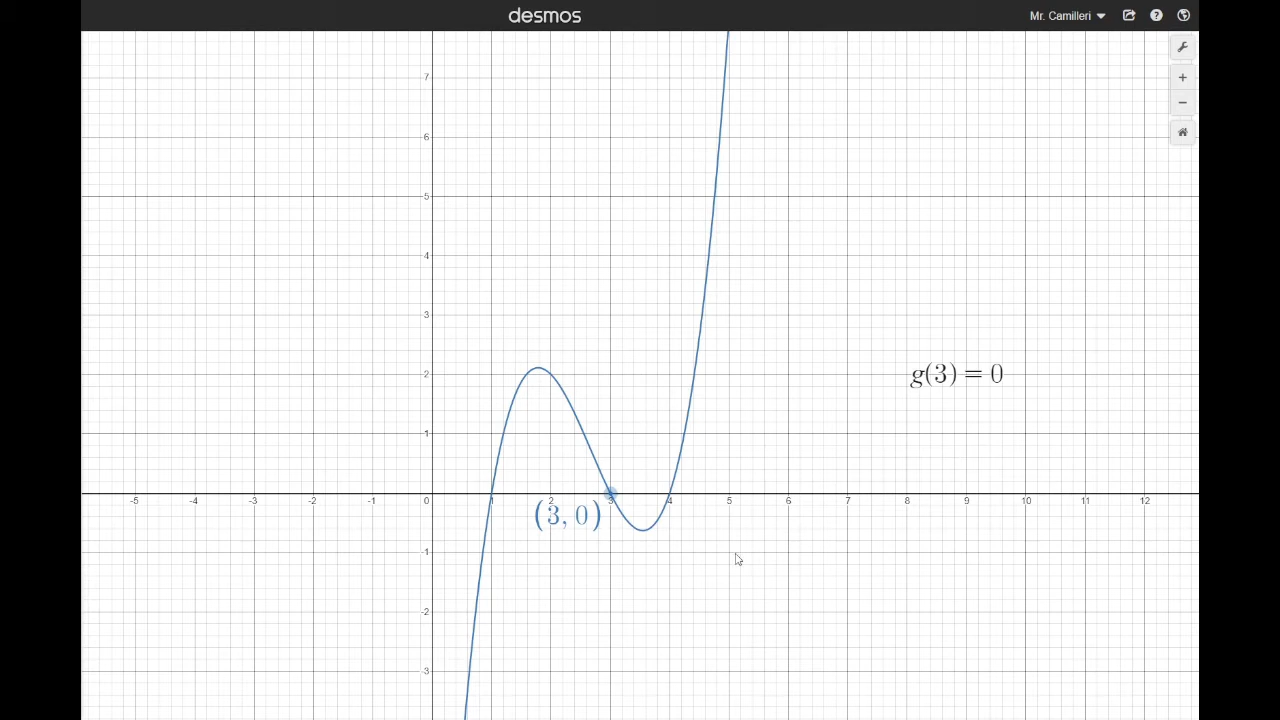 desmos
Mr. Camilleri
7
6
5
4
3
2
1
-5 -4 -3 -2 -1 0 1 2 3 4 5 6 7 8 9 10 11 12
-1
-2
-3
g(3) = 0
(3, 0)